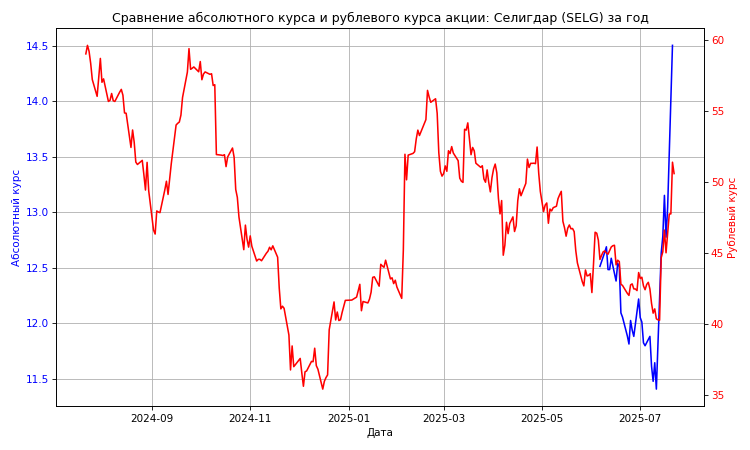 Сравнение абсолютного курса и рублевого курса акции: Селигдар (SELG) за год
14.5
14.0
13.5
13.0
12.5
12.0
11.5
Абсолютный курс
60
55
50
45
40
35
Рублевый курс
2024-09 2024-11 2025-01 2025-03 2025-05 2025-07
Дата